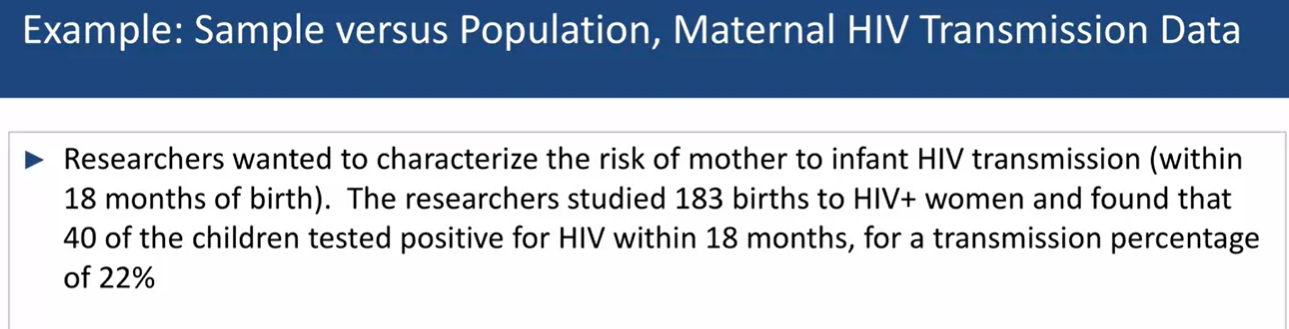 Example: Sample versus Population, Maternal HIV Transmission Data
Researchers wanted to characterize the risk of mother to infant HIV transmission (within
18 months of birth).  The researchers studied 183 births to HIV+ women and found that
40 of the children tested positive for HIV within 18 months, for a transmission percentage
of 22%